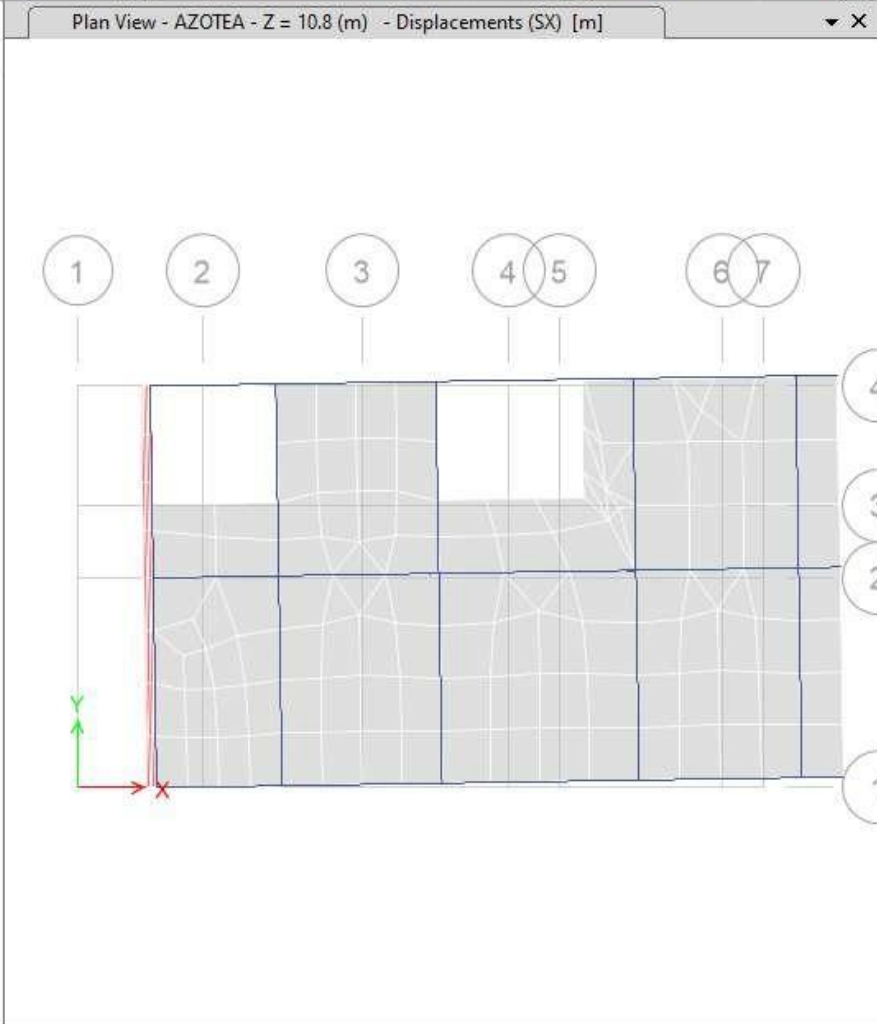 Plan View - AZOTEA - Z = 10.8 (m) - Displacements (SX) [m]
1 2 3 4 5 6 7
4
3
2
Y
X
1